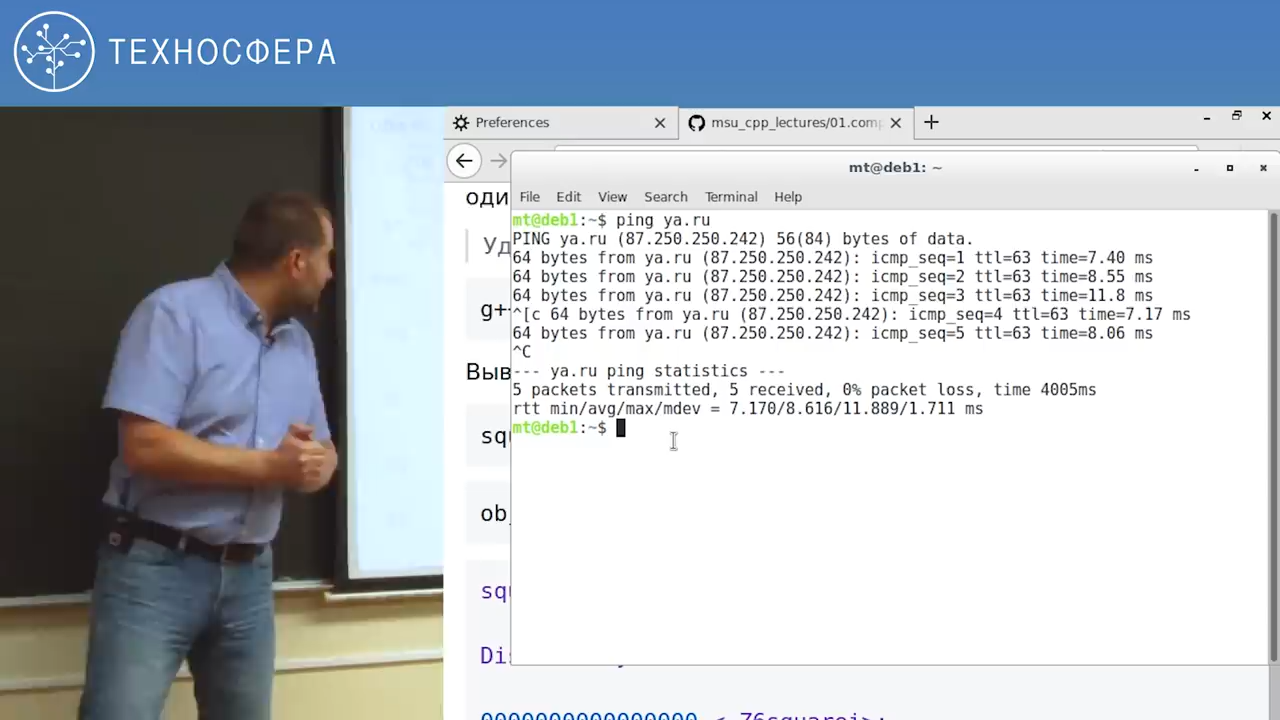 ТЕХНОСФЕРА
Preferences
msu_cpp_lectures/01.comp
mt@deb1: ~
File Edit View Search Terminal Help
mt@deb1:~$ ping ya.ru
PING ya.ru (87.250.250.242) 56(84) bytes of data.
64 bytes from ya.ru (87.250.250.242): icmp_seq=1 ttl=63 time=7.40 ms
64 bytes from ya.ru (87.250.250.242): icmp_seq=2 ttl=63 time=8.55 ms
64 bytes from ya.ru (87.250.250.242): icmp_seq=3 ttl=63 time=11.8 ms
^[c 64 bytes from ya.ru (87.250.250.242): icmp_seq=4 ttl=63 time=7.17 ms
64 bytes from ya.ru (87.250.250.242): icmp_seq=5 ttl=63 time=8.06 ms
^C
--- ya.ru ping statistics ---
5 packets transmitted, 5 received, 0% packet loss, time 4005ms
rtt min/avg/max/mdev = 7.170/8.616/11.889/1.711 ms
mt@deb1:~$
оди
Уд
g+
Выв
squ
ob
squ
Dis
0000000000000000 <_Z6squarei>: